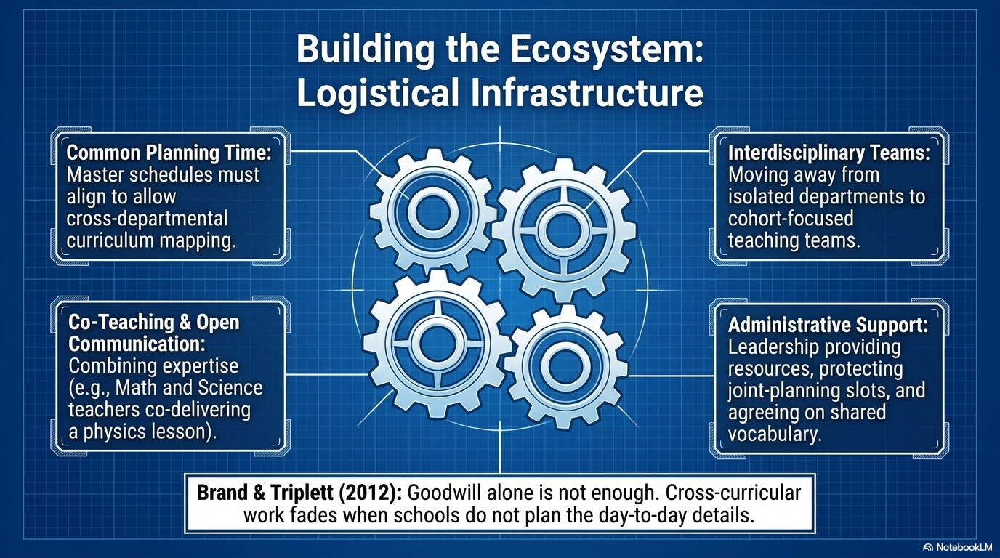 Building the Ecosystem:
Logistical Infrastructure
Common Planning Time:
Master schedules must
align to allow
cross-departmental
curriculum mapping.
Interdisciplinary Teams:
Moving away from
isolated departments to
cohort-focused
teaching teams.
Co-Teaching & Open
Communication:
Combining expertise
(e.g., Math and Science
teachers co-delivering
a physics lesson).
Administrative Support:
Leadership providing
resources, protecting
joint-planning slots, and
agreeing on shared
vocabulary.
Brand & Triplett (2012): Goodwill alone is not enough. Cross-curricular
work fades when schools do not plan the day-to-day details.
NotebookLM